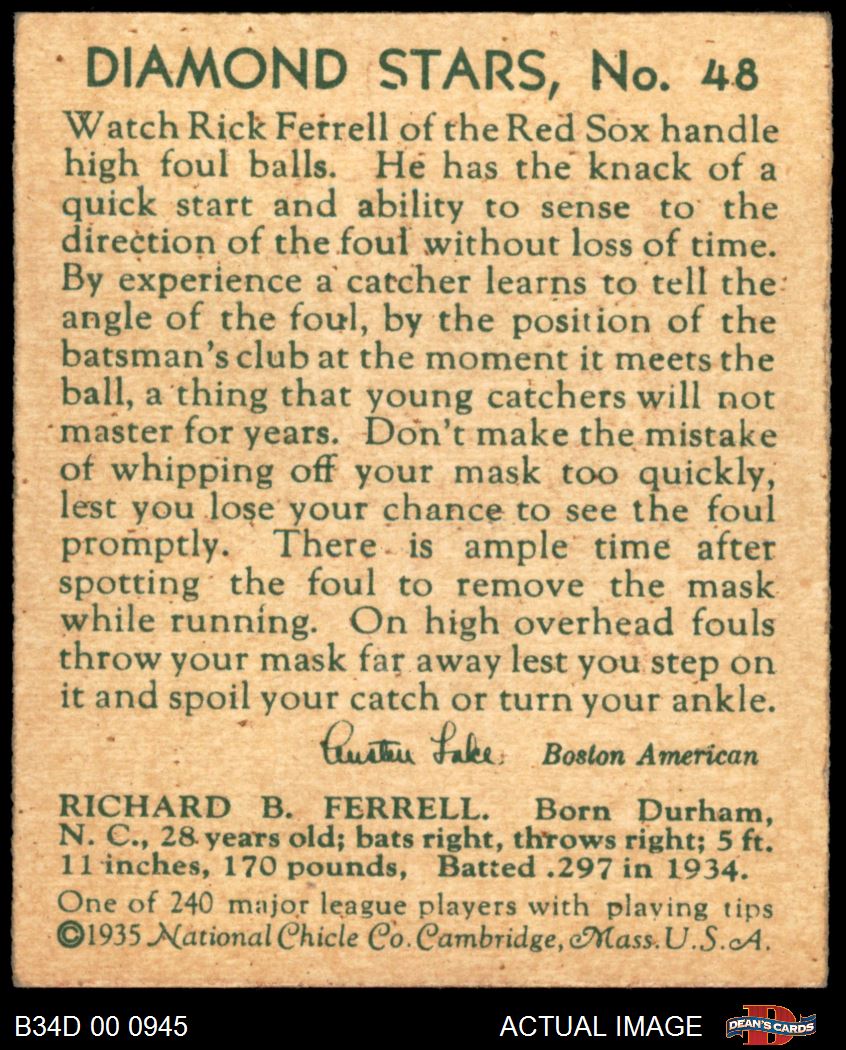 DIAMOND STARS, No. 48
Watch Rick Ferrell of the Red Sox handle
high foul balls. He has the knack of a
quick start and ability to sense to the
direction of the foul without loss of time.
By experience a catcher learns to tell the
angle of the foul, by the position of the
batsman's club at the moment it meets the
ball, a thing that young catchers will not
master for years. Don't make the mistake
of whipping off your mask too quickly,
lest you lose your chance to see the foul
promptly. There is ample time after
spotting the foul to remove the mask
while running. On high overhead fouls
throw your mask far away lest you step on
it and spoil your catch or turn your ankle.
Austen Lake. Boston American
RICHARD B. FERRELL. Born Durham,
N. C., 28 years old; bats right, throws right; 5 ft.
11 inches, 170 pounds, Batted .297 in 1934.
One of 240 major league players with playing tips
©1935 National Chicle Co. Cambridge, Mass. U.S.A.
B34D 00 0945 ACTUAL IMAGE DEAN'S CARDS